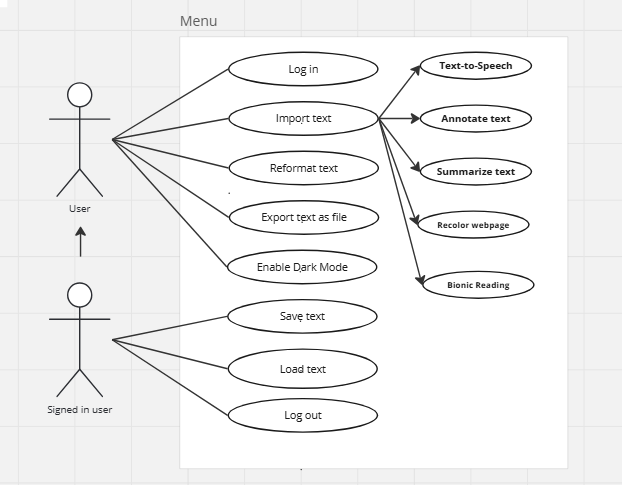 Menu
Log in
Import text
Reformat text
Export text as file
Enable Dark Mode
Save text
Load text
Log out
Text-to-Speech
Annotate text
Summarize text
Recolor webpage
Bionic Reading
User
Signed in user